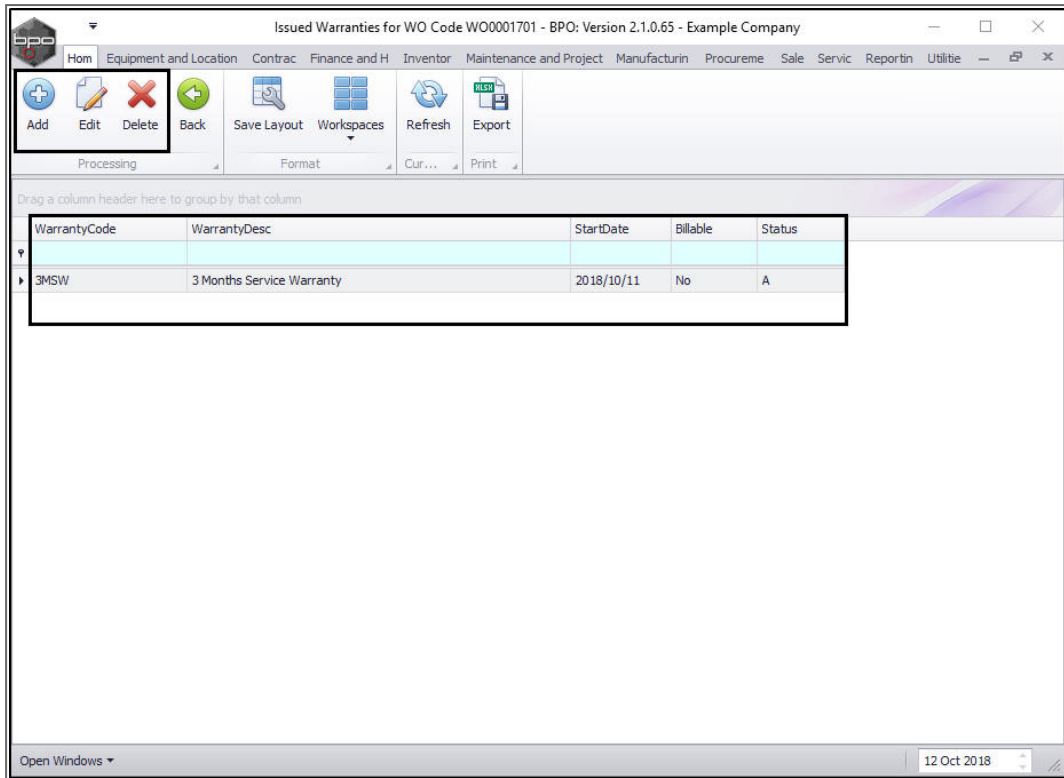 Issued Warranties for WO Code WO0001701 - BPO: Version 2.1.0.65 - Example Company
BPO
Hom Equipment and Location Contrac Finance and H Inventor Maintenance and Project Manufacturin Procureme Sale Servic Reportin Utilitie
XLSX
Add Edit Delete Back Save Layout Workspaces Refresh Export
Processing Format Cur... Print
Drag a column header here to group by that column
WarrantyCode WarrantyDesc StartDate Billable Status
3MSW 3 Months Service Warranty 2018/10/11 No A
Open Windows 12 Oct 2018